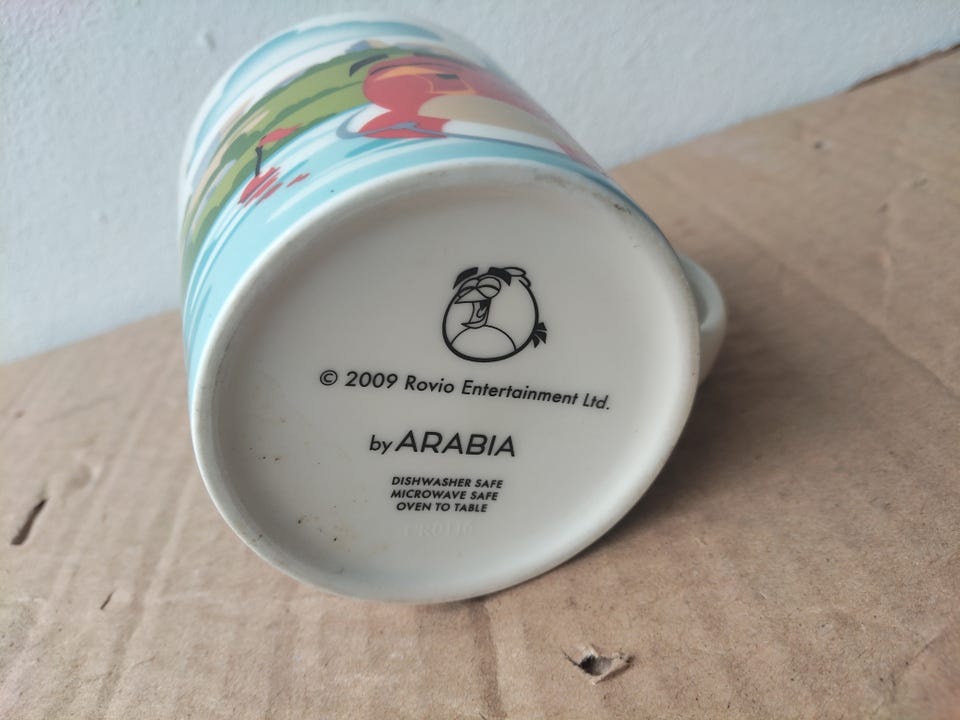 © 2009 Rovio Entertainment Ltd.
by ARABIA
DISHWASHER SAFE
MICROWAVE SAFE
OVEN TO TABLE